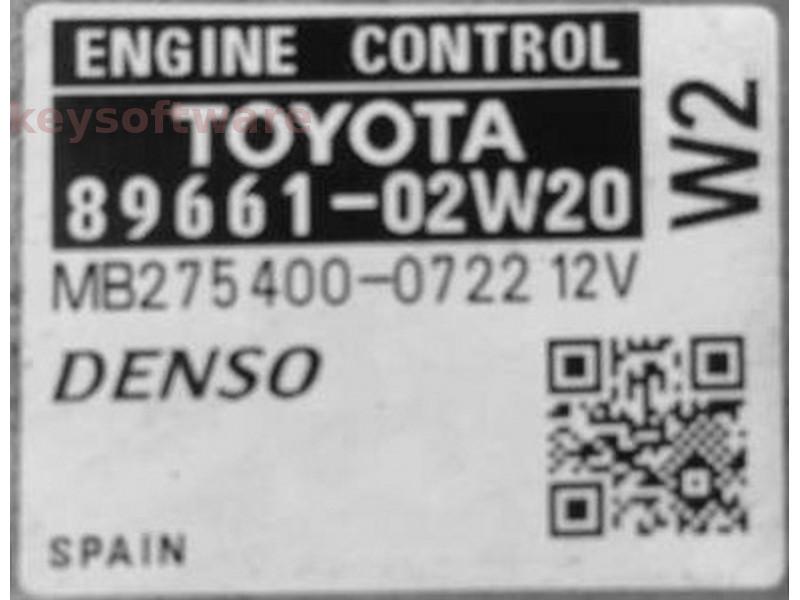 ENGINE CONTROL
keysoftware
TOYOTA
89661-02W20
W2
MB275400-0722 12V
DENSO
SPAIN